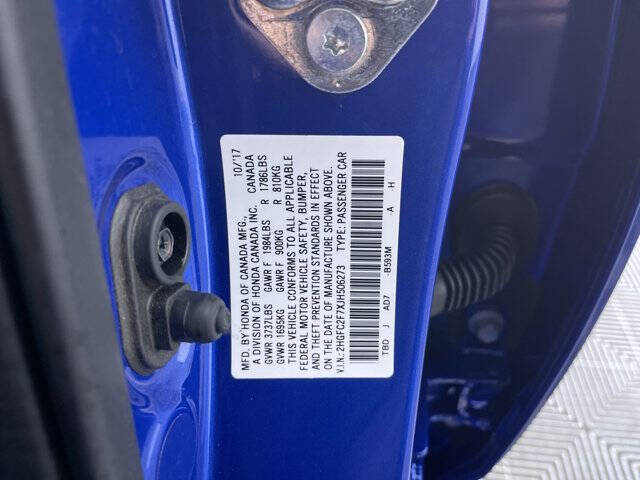 MFD. BY HONDA OF CANADA MFG., 10/'17
A DIVISION OF HONDA CANADA INC. CANADA
GVWR 3737LBS GAWR F 1984LBS R 1786LBS
GVWR 1695KG GAWR F 900KG R 810KG
THIS VEHICLE CONFORMS TO ALL APPLICABLE
FEDERAL MOTOR VEHICLE SAFETY, BUMPER,
AND THEFT PREVENTION STANDARDS IN EFFECT
ON THE DATE OF MANUFACTURE SHOWN ABOVE.
V.I.N.: 2HGFC2F7XJH506273 TYPE: PASSENGER CAR
TBD J AD7 -B593M -A -H